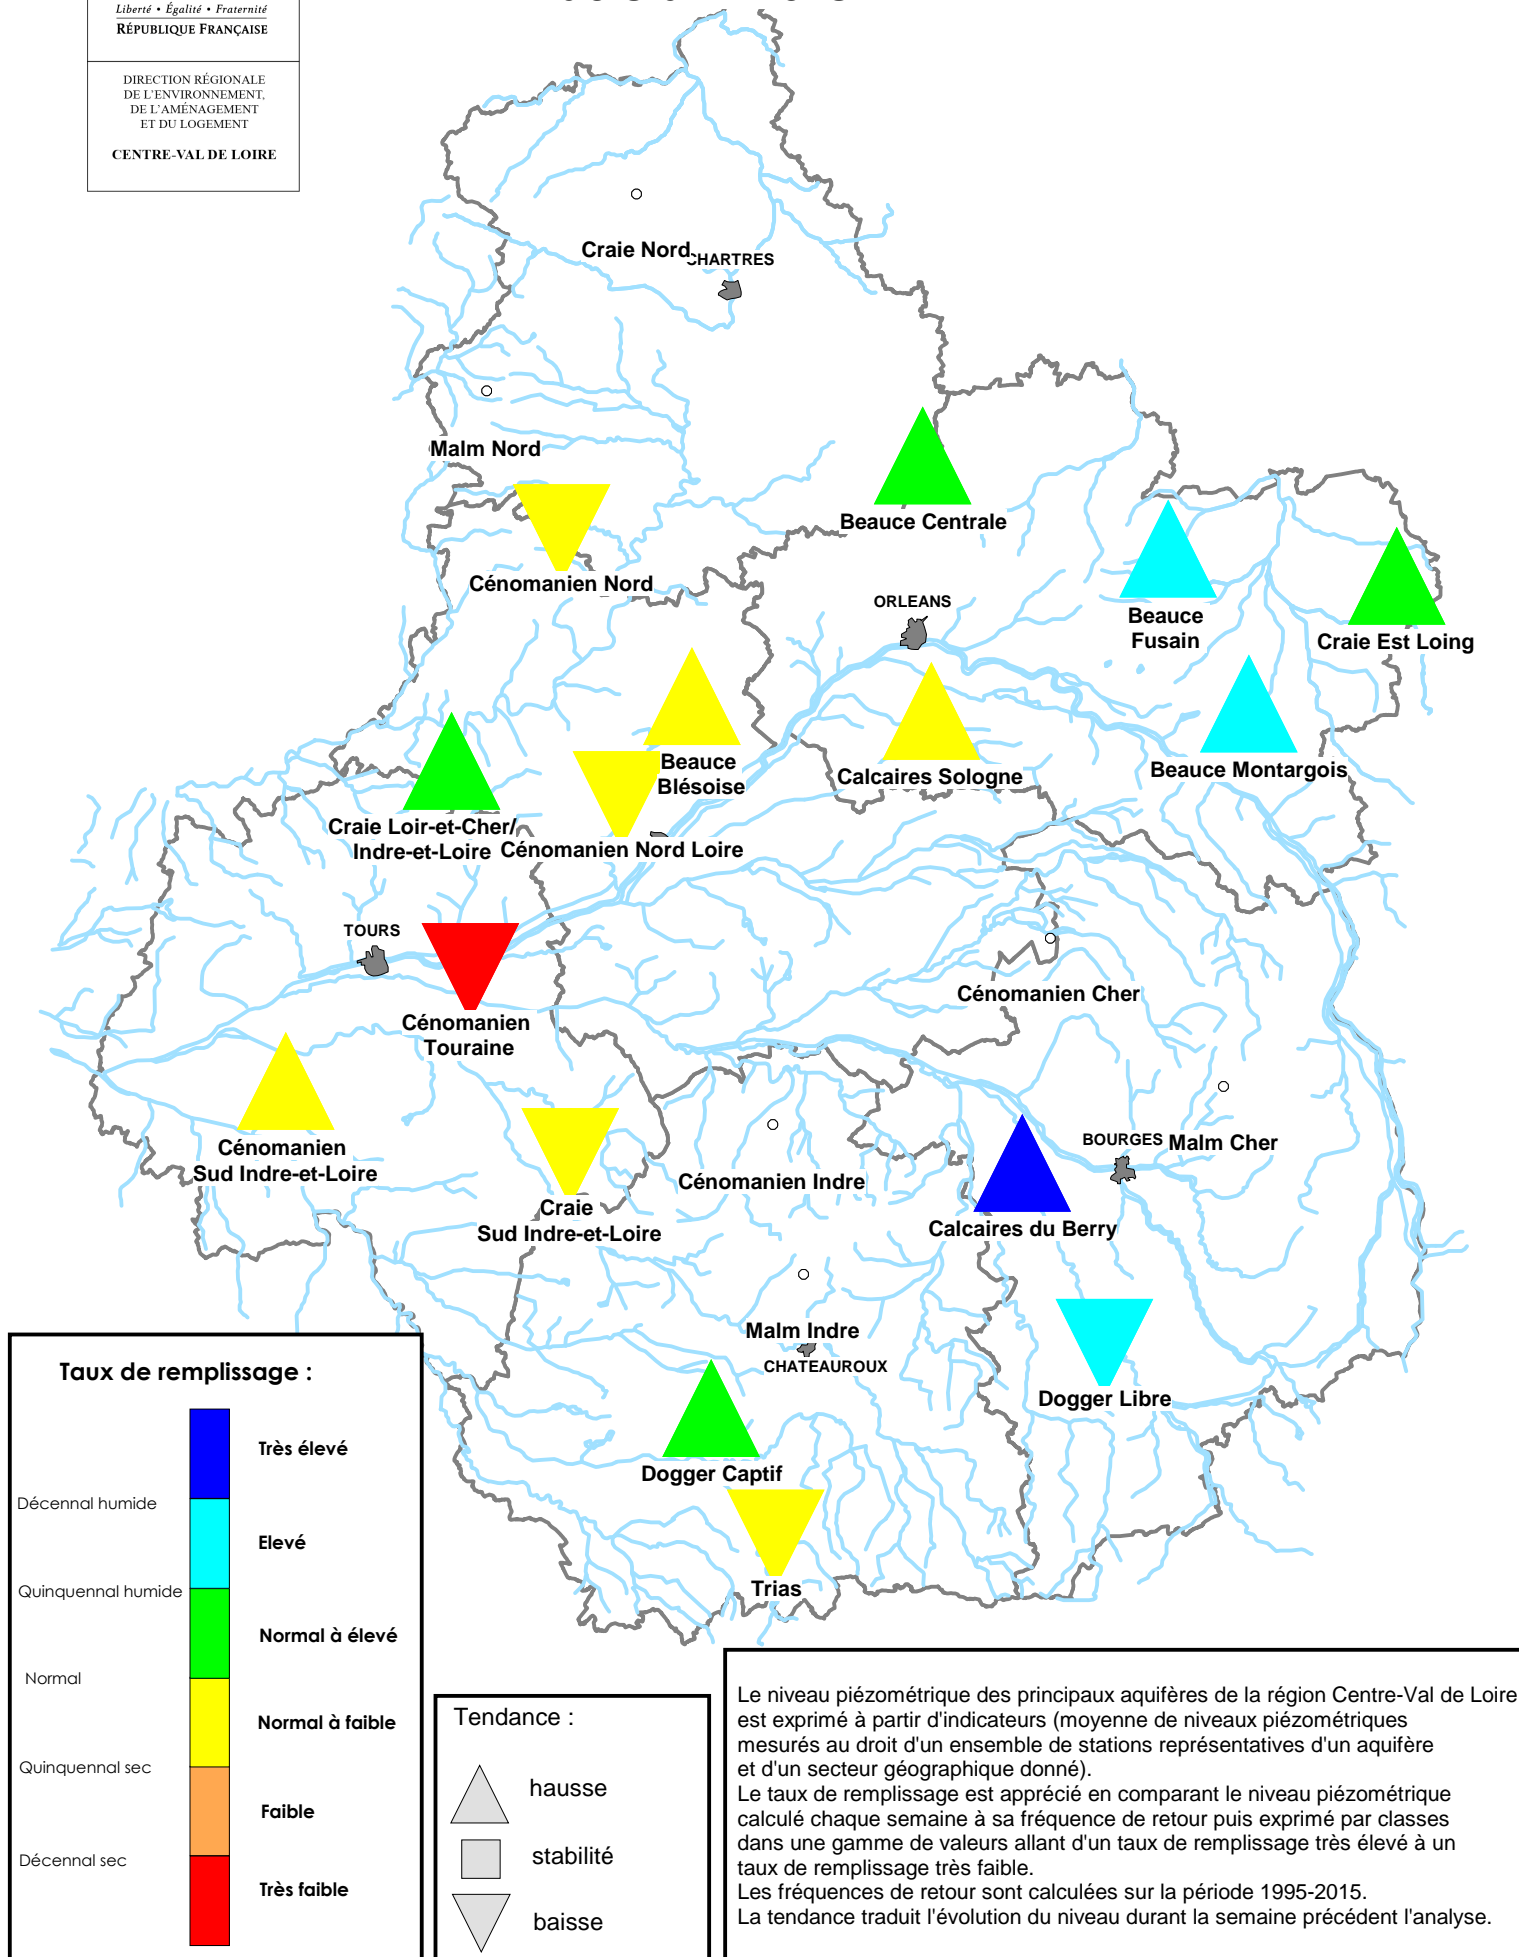 Liberté • Égalité • Fraternité
RÉPUBLIQUE FRANÇAISE
DIRECTION RÉGIONALE
DE L'ENVIRONNEMENT,
DE L'AMÉNAGEMENT
ET DU LOGEMENT
CENTRE-VAL DE LOIRE
Craie Nord
CHARTRES
Malm Nord
Beauce Centrale
Cénomanien Nord
ORLEANS
Beauce
Fusain
Craie Est Loing
Beauce
Blésoise
Calcaires Sologne
Beauce Montargois
Craie Loir-et-Cher/
Indre-et-Loire
Cénomanien Nord Loire
TOURS
Cénomanien Cher
Cénomanien
Touraine
Cénomanien
Sud Indre-et-Loire
BOURGES
Malm Cher
Cénomanien Indre
Craie
Sud Indre-et-Loire
Calcaires du Berry
Malm Indre
CHATEAUROUX
Dogger Libre
Dogger Captif
Trias
Taux de remplissage :
Très élevé
Décennal humide
Elevé
Quinquennal humide
Normal à élevé
Normal
Normal à faible
Quinquennal sec
Faible
Décennal sec
Très faible
Tendance :
hausse
stabilité
baisse
Le niveau piézométrique des principaux aquifères de la région Centre-Val de Loire
est exprimé à partir d'indicateurs (moyenne de niveaux piézométriques
mesurés au droit d'un ensemble de stations représentatives d'un aquifère
et d'un secteur géographique donné).
Le taux de remplissage est apprécié en comparant le niveau piézométrique
calculé chaque semaine à sa fréquence de retour puis exprimé par classes
dans une gamme de valeurs allant d'un taux de remplissage très élevé à un
taux de remplissage très faible.
Les fréquences de retour sont calculées sur la période 1995-2015.
La tendance traduit l'évolution du niveau durant la semaine précédent l'analyse.